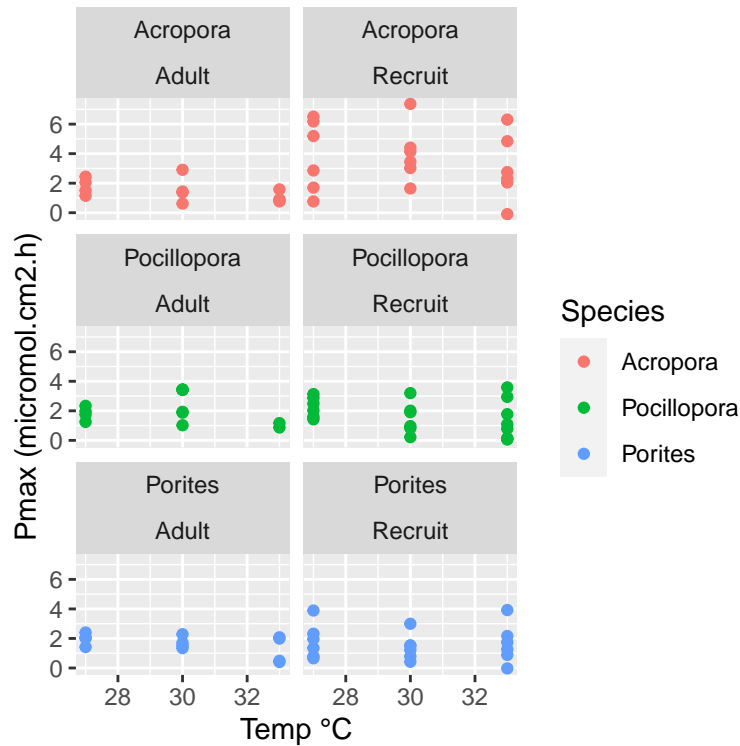 Acropora
Adult
Acropora
Recruit
6
4
2
0
Pocillopora
Adult
Pocillopora
Recruit
6
4
2
0
Porites
Adult
Porites
Recruit
6
4
2
0
28
30
32
28
30
32
Temp °C
Pmax (micromol.cm2.h)
Species
Acropora
Pocillopora
Porites